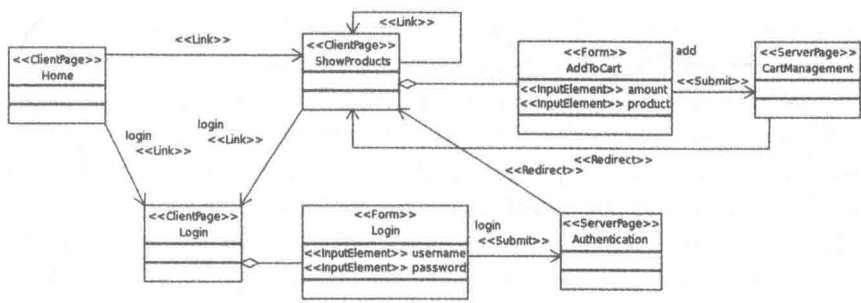 <<Link>>
<<Link>>
<<ClientPage>>
Home
<<ClientPage>>
ShowProducts
<<Form>>
AddToCart
<<InputElement>> amount
<<InputElement>> product
add
<<Submit>>
<<ServerPage>>
CartManagement
login
<<Link>>
login
<<Link>>
<<Redirect>>
<<Redirect>>
<<ClientPage>>
Login
<<Form>>
Login
<<InputElement>> username
<<InputElement>> password
login
<<Submit>>
<<ServerPage>>
Authentication